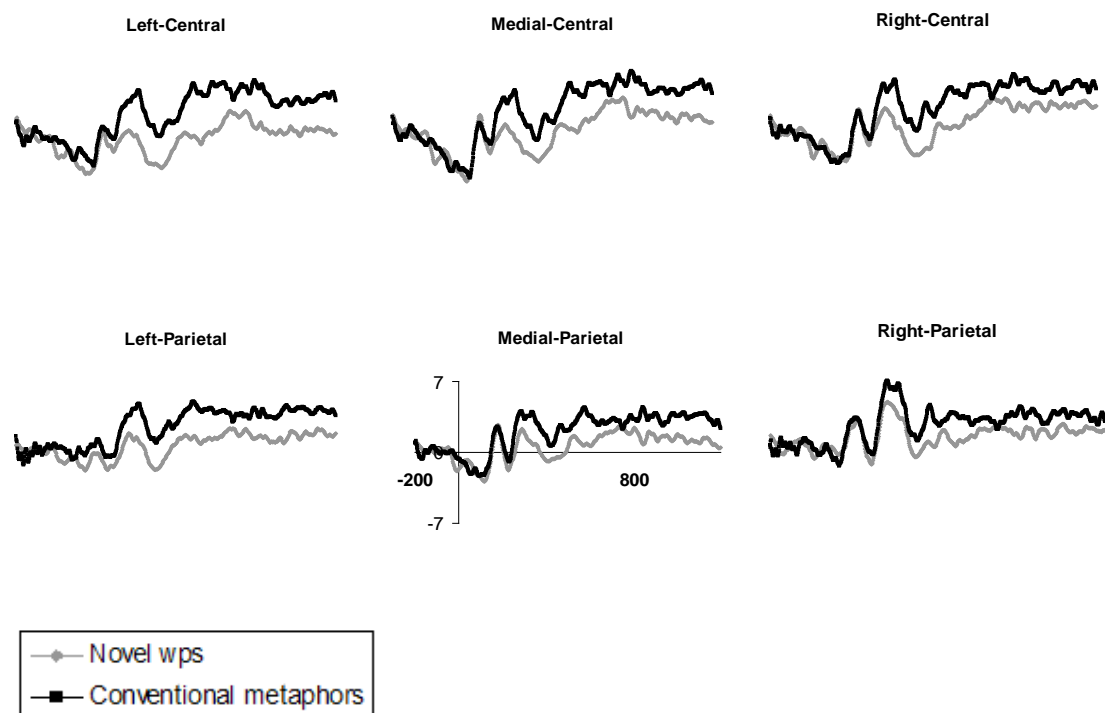 Left-Central
Medial-Central
Right-Central
Left-Parietal
Medial-Parietal
Right-Parietal
7
0
-200
800
-7
Novel wps
Conventional metaphors